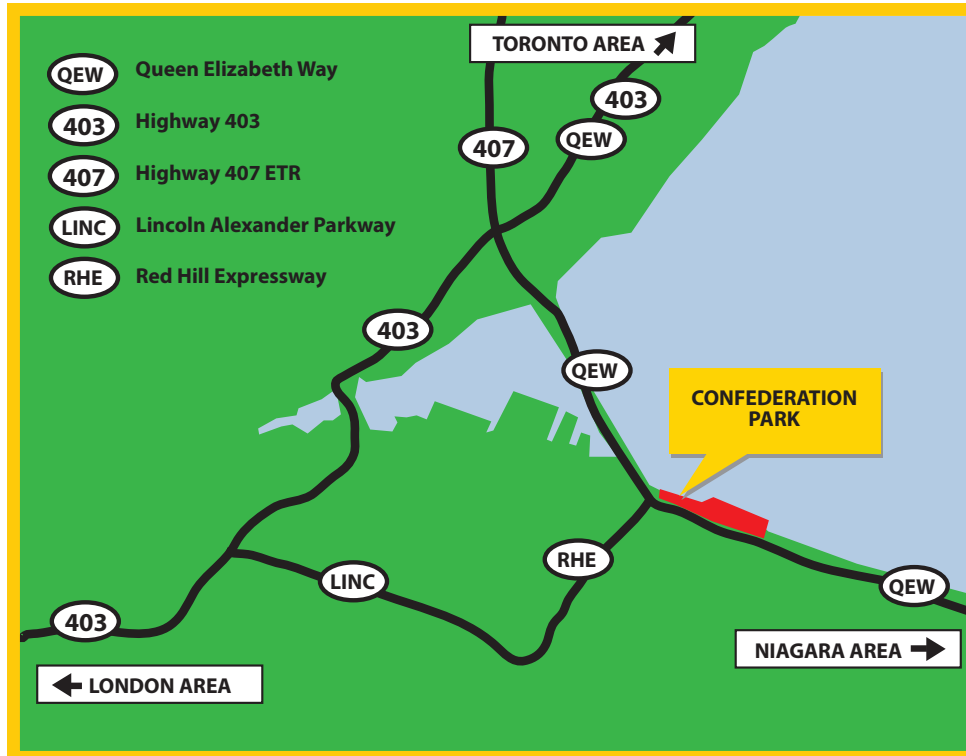 TORONTO AREA
QEW Queen Elizabeth Way
403 Highway 403
407 Highway 407 ETR
LINC Lincoln Alexander Parkway
RHE Red Hill Expressway
403
QEW
407
403
QEW
CONFEDERATION
PARK
RHE
LINC
QEW
403
NIAGARA AREA
LONDON AREA